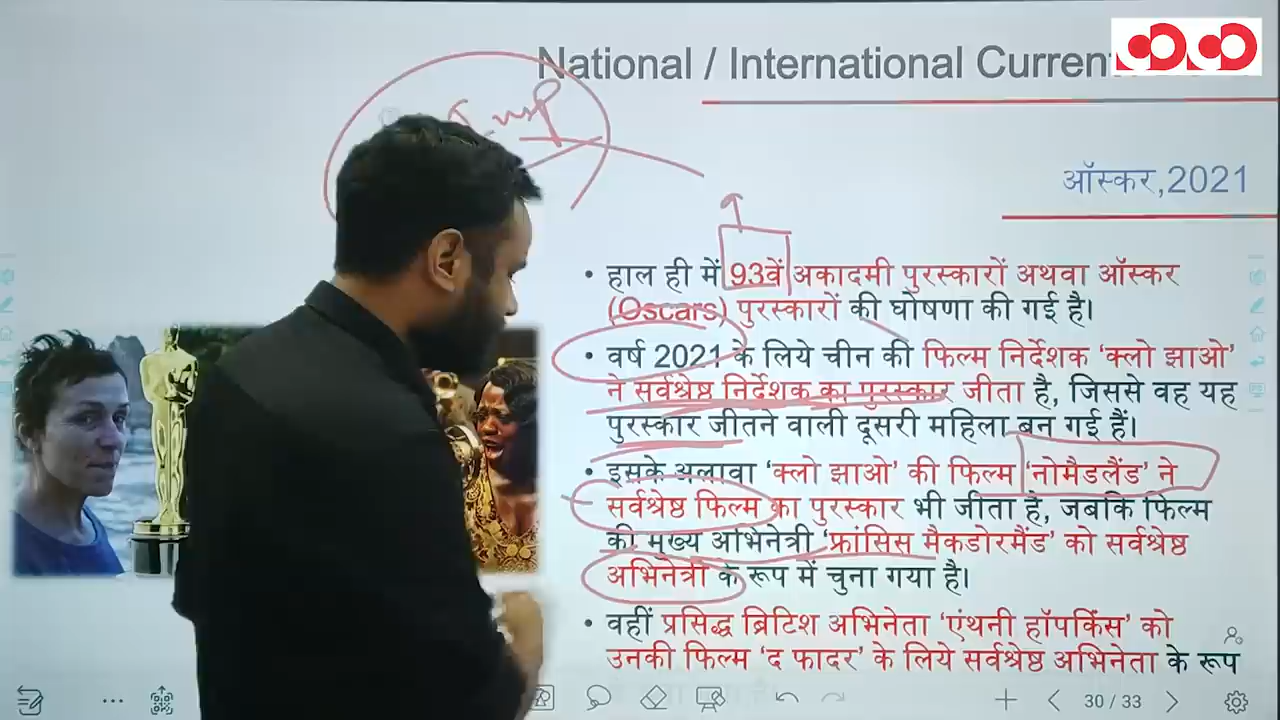 National / International Current
Imp
ऑस्कर,2021
• हाल ही में 93वें अकादमी पुरस्कारों अथवा ऑस्कर
(Oscars) पुरस्कारों की घोषणा की गई है।
• वर्ष 2021 के लिये चीन की फिल्म निर्देशक ‘क्लो झाओ’
ने सर्वश्रेष्ठ निर्देशक का पुरस्कार जीता है, जिससे वह यह
पुरस्कार जीतने वाली दूसरी महिला बन गई हैं।
• इसके अलावा ‘क्लो झाओ’ की फिल्म ‘नोमैडलैंड’ ने
सर्वश्रेष्ठ फिल्म का पुरस्कार भी जीता है, जबकि फिल्म
की मुख्य अभिनेत्री ‘फ्रांसिस मैकडोरमैंड’ को सर्वश्रेष्ठ
अभिनेत्री के रूप में चुना गया है।
• वहीं प्रसिद्ध ब्रिटिश अभिनेता ‘एंथनी हॉपकिंस’ को
उनकी फिल्म ‘द फादर’ के लिये सर्वश्रेष्ठ अभिनेता के रूप
30 / 33